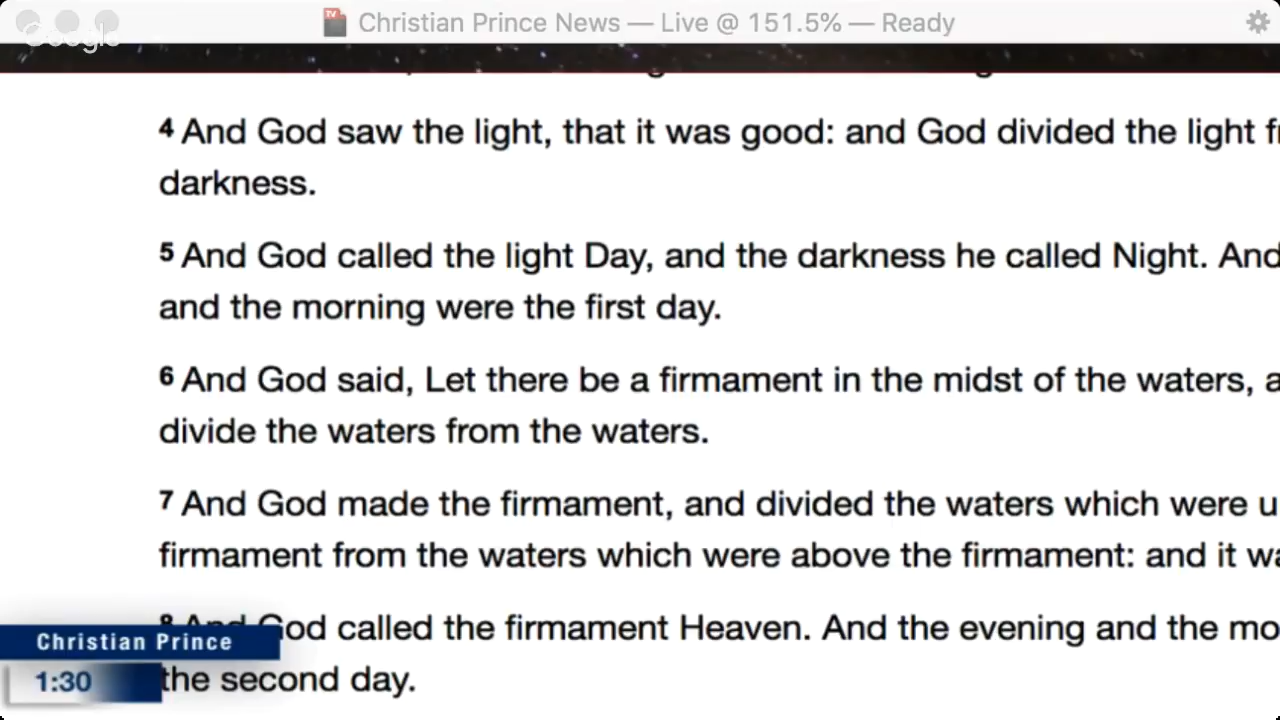 Christian Prince News — Live @ 151.5% — Ready
Google
4 And God saw the light, that it was good: and God divided the light
darkness.
5 And God called the light Day, and the darkness he called Night. And
and the morning were the first day.
6 And God said, Let there be a firmament in the midst of the waters, a
divide the waters from the waters.
7 And God made the firmament, and divided the waters which were u
firmament from the waters which were above the firmament: and it wa
8 And God called the firmament Heaven. And the evening and the mo
Christian Prince
1:30
the second day.